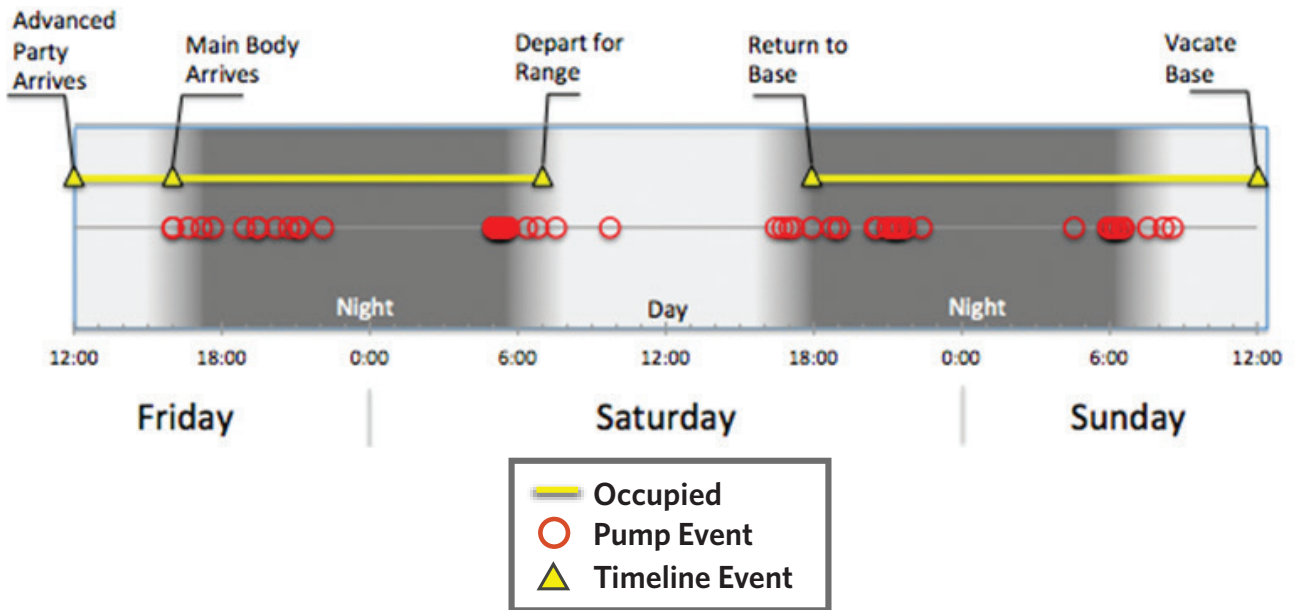 Advanced
Party
Arrives
Main Body
Arrives
Depart for
Range
Return to
Base
Vacate
Base
Night
Day
Night
12:00
18:00
0:00
6:00
12:00
18:00
0:00
6:00
12:00
Friday
Saturday
Sunday
Occupied
Pump Event
Timeline Event